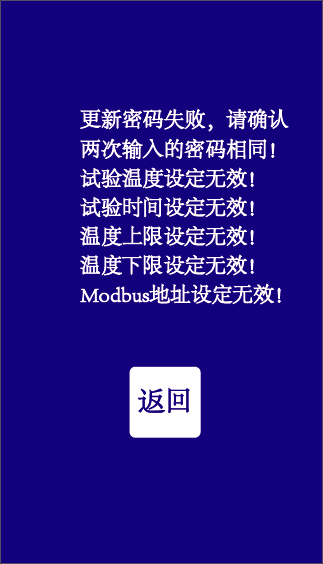 更新密码失败，请确认
两次输入的密码相同！
试验温度设定无效！
试验时间设定无效！
温度上限设定无效！
温度下限设定无效！
Modbus地址设定无效！
返回